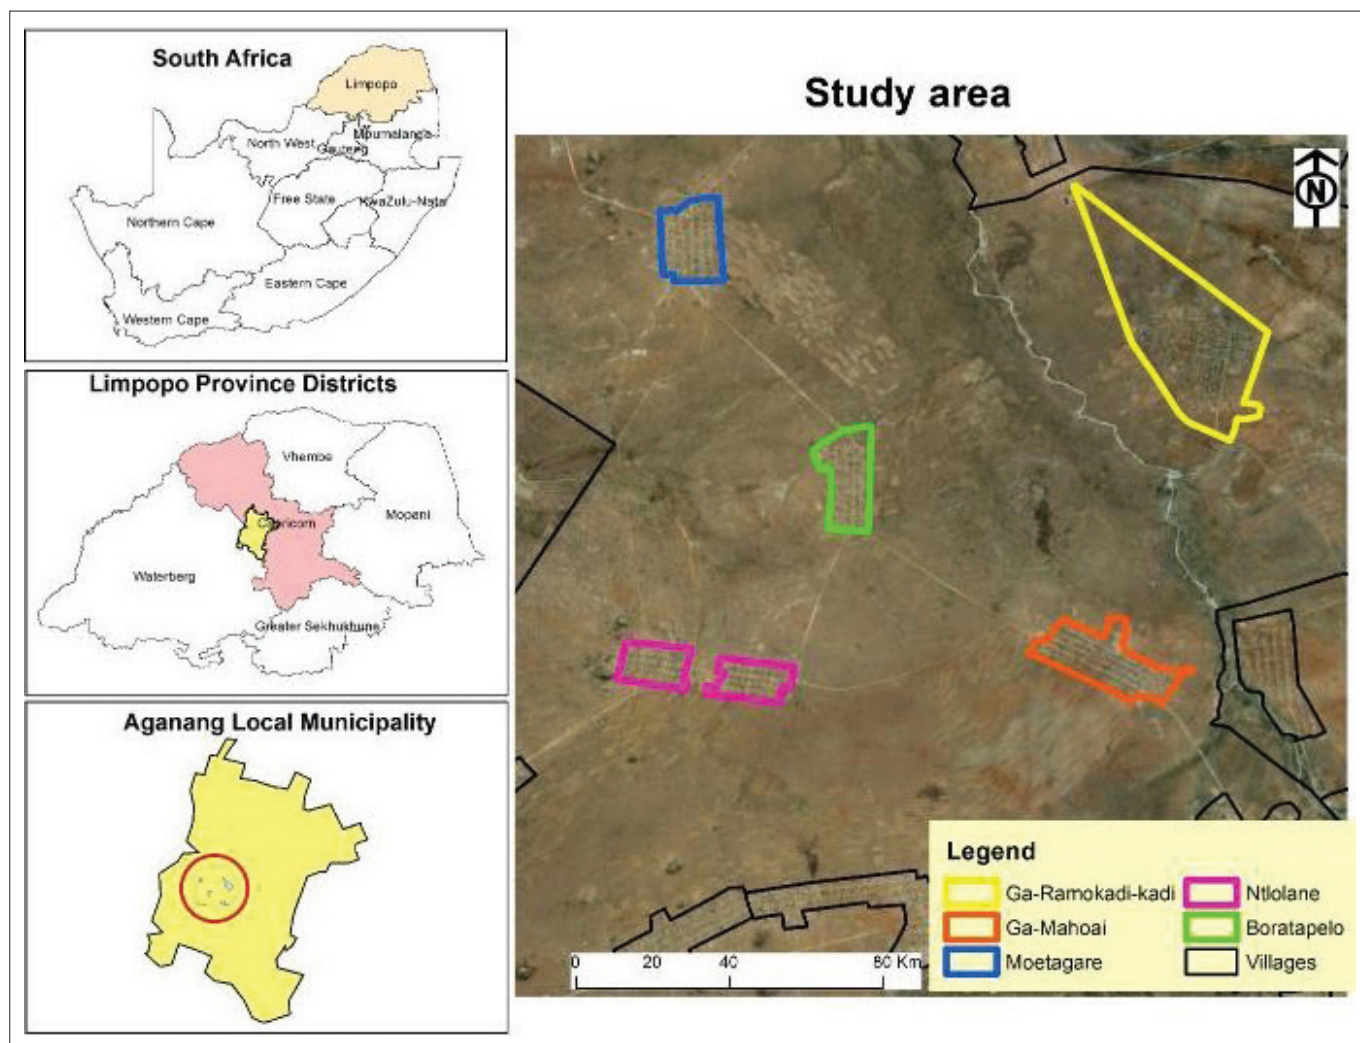 South Africa
Limpopo
Mpumalanga
North West
Gauteng
Free State
KwaZulu-Natal
Northern Cape
Eastern Cape
Western Cape
Limpopo Province Districts
Vhembe
Capricorn
Mopani
Waterberg
Greater Sekhukhune
Aganang Local Municipality
Study area
N
0 20 40 80 Km
Legend
Ga-Ramokadi-kadi
Ga-Mahoai
Moetagare
Ntlolane
Boratapelo
Villages